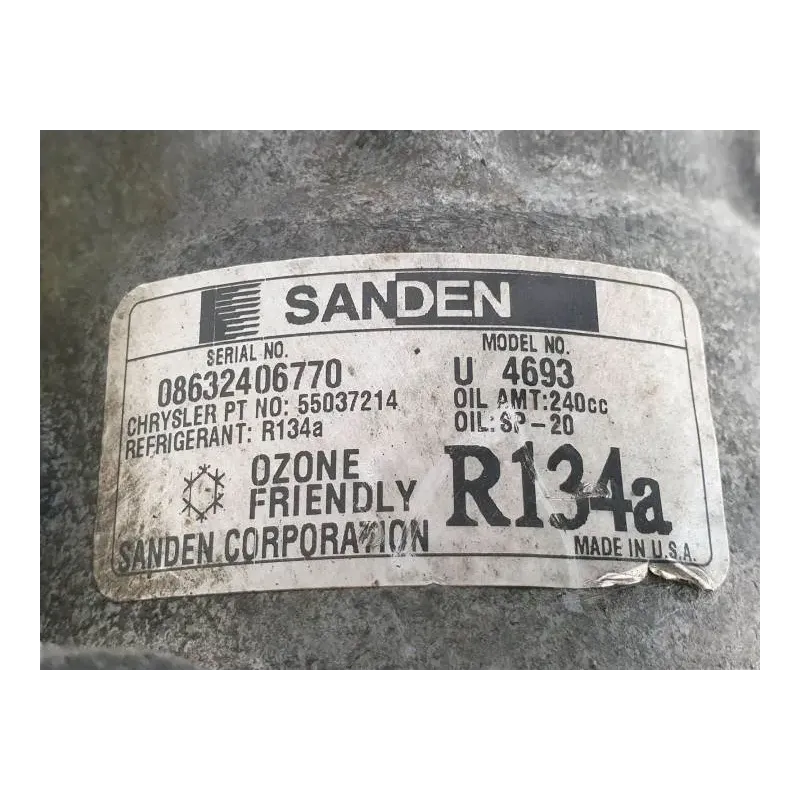 SANDEN
SERIAL NO. MODEL NO.
08632406770 U 4693
CHRYSLER PT NO: 55037214 OIL AMT:240cc
REFRIGERANT: R134a OIL: SP-20
OZONE
FRIENDLY R134a
SANDEN CORPORATION MADE IN U.S.A.